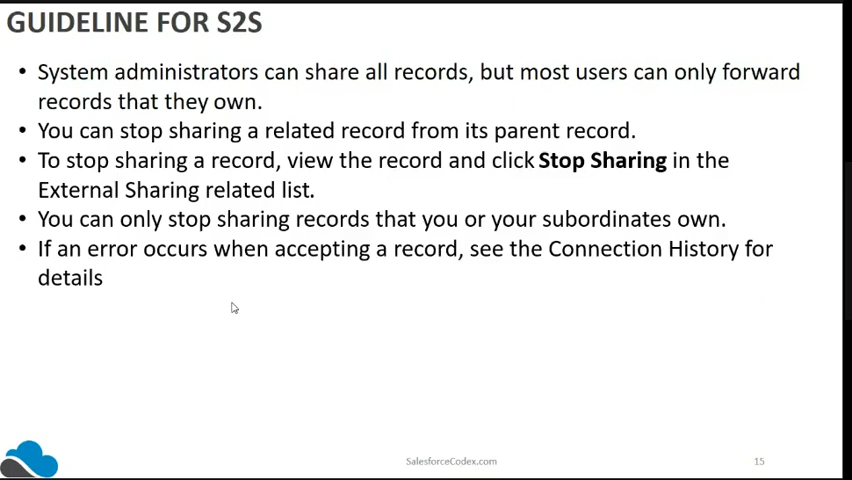 GUIDELINE FOR S2S
• System administrators can share all records, but most users can only forward
records that they own.
• You can stop sharing a related record from its parent record.
• To stop sharing a record, view the record and click Stop Sharing in the
External Sharing related list.
• You can only stop sharing records that you or your subordinates own.
• If an error occurs when accepting a record, see the Connection History for
details
SalesforceCodex.com
15